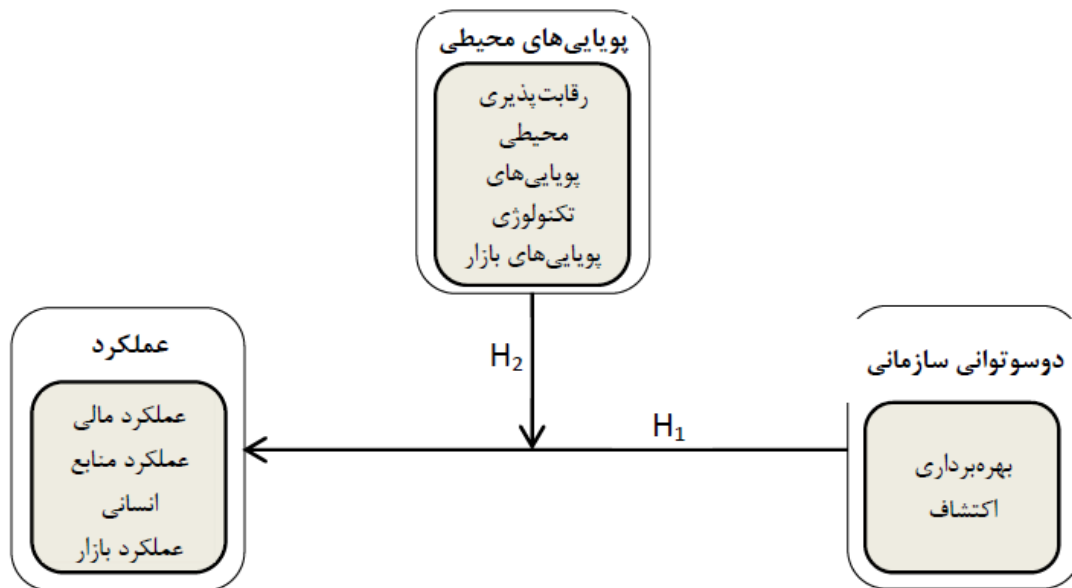 پویایی‌های محیطی
رقابت‌پذیری
محیطی
پویایی‌های
تکنولوژی
پویایی‌های بازار
H2
H1
دوسوتوانی سازمانی
بهره‌برداری
اکتشاف
عملکرد
عملکرد مالی
عملکرد منابع
انسانی
عملکرد بازار